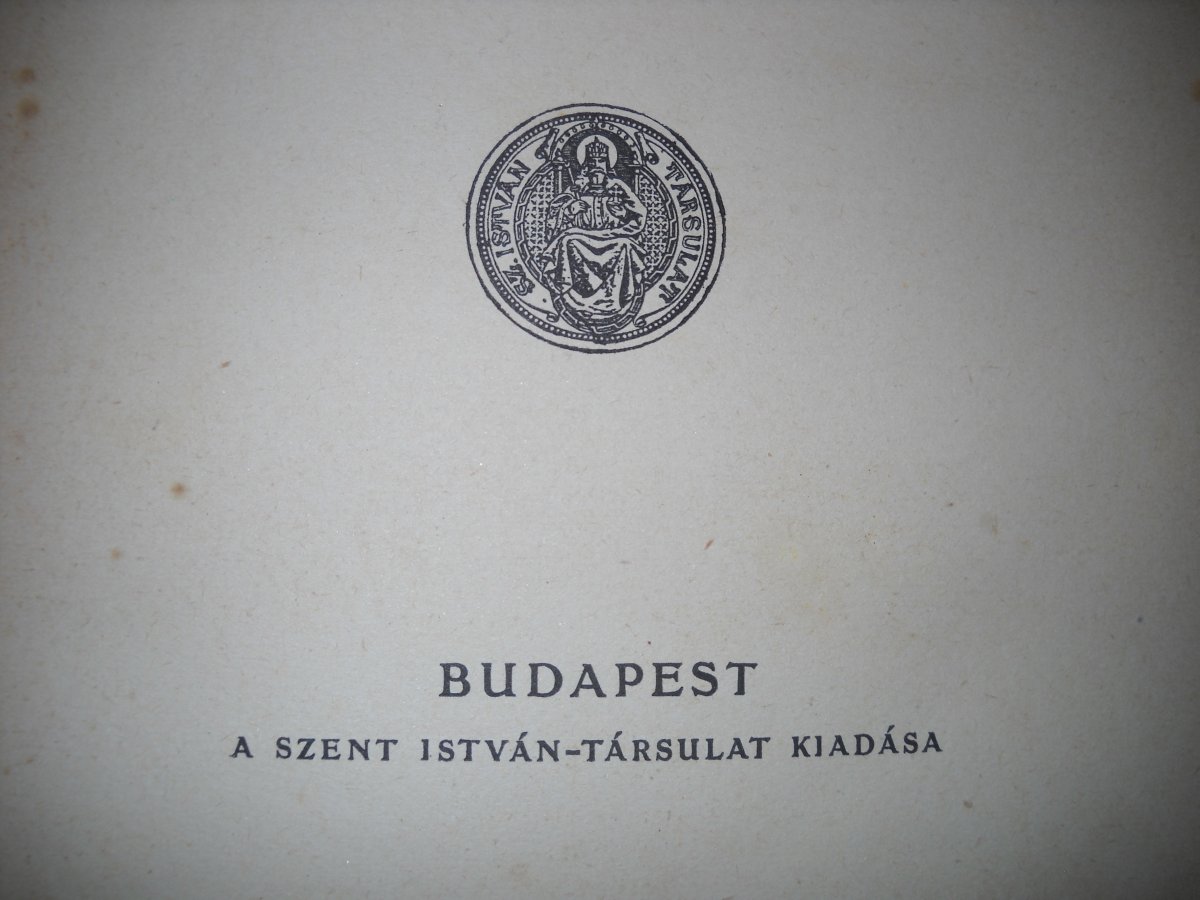 SZ. ISTVÁN TÁRSULAT
BUDAPEST
A SZENT ISTVÁN-TÁRSULAT KIADÁSA